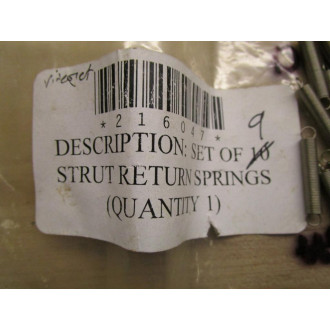 *216047*
9
DESCRIPTION: SET OF 10
STRUT RETURN SPRINGS
(QUANTITY 1)